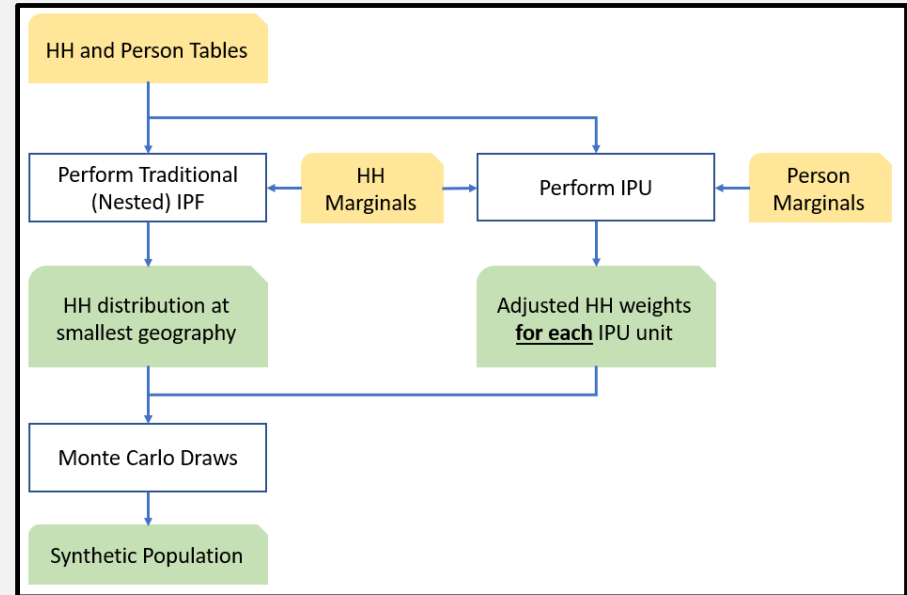 HH and Person Tables
Perform Traditional
(Nested) IPF
HH
Marginals
Perform IPU
Person
Marginals
HH distribution at
smallest geography
Adjusted HH weights
for each IPU unit
Monte Carlo Draws
Synthetic Population